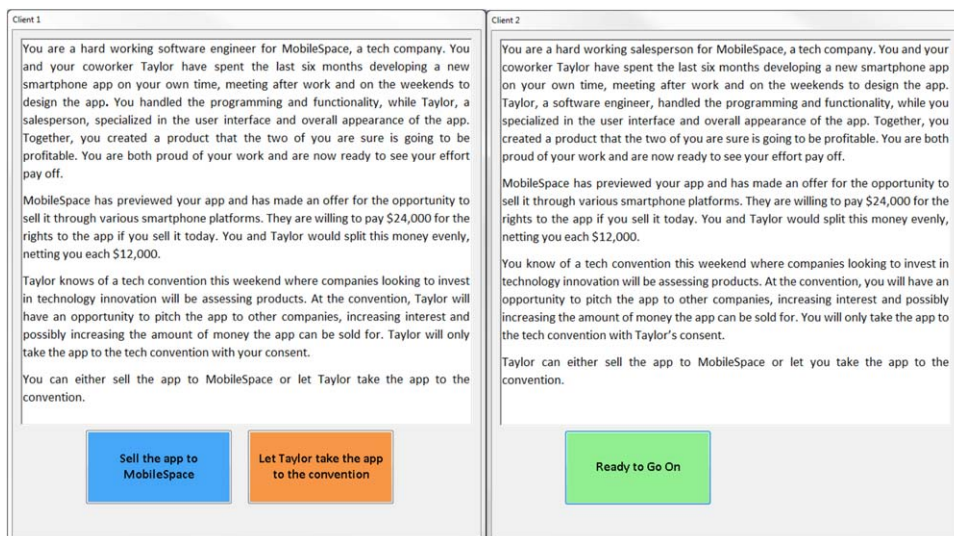 Client 1
You are a hard working software engineer for MobileSpace, a tech company. You
and your coworker Taylor have spent the last six months developing a new
smartphone app on your own time, meeting after work and on the weekends to
design the app. You handled the programming and functionality, while Taylor, a
salesperson, specialized in the user interface and overall appearance of the app.
Together, you created a product that the two of you are sure is going to be
profitable. You are both proud of your work and are now ready to see your effort
pay off.
MobileSpace has previewed your app and has made an offer for the opportunity to
sell it through various smartphone platforms. They are willing to pay $24,000 for the
rights to the app if you sell it today. You and Taylor would split this money evenly,
netting you each $12,000.
Taylor knows of a tech convention this weekend where companies looking to invest
in technology innovation will be assessing products. At the convention, Taylor will
have an opportunity to pitch the app to other companies, increasing interest and
possibly increasing the amount of money the app can be sold for. Taylor will only
take the app to the tech convention with your consent.
You can either sell the app to MobileSpace or let Taylor take the app to the
convention.
Sell the app to
MobileSpace
Let Taylor take the app
to the convention
Client 2
You are a hard working salesperson for MobileSpace, a tech company. You and your
coworker Taylor have spent the last six months developing a new smartphone app
on your own time, meeting after work and on the weekends to design the app.
Taylor, a software engineer, handled the programming and functionality, while you
specialized in the user interface and overall appearance of the app. Together, you
created a product that the two of you are sure is going to be profitable. You are both
proud of your work and are now ready to see your effort pay off.
MobileSpace has previewed your app and has made an offer for the opportunity to
sell it through various smartphone platforms. They are willing to pay $24,000 for the
rights to the app if you sell it today. You and Taylor would split this money evenly,
netting you each $12,000.
You know of a tech convention this weekend where companies looking to invest in
technology innovation will be assessing products. At the convention, you will have an
opportunity to pitch the app to other companies, increasing interest and possibly
increasing the amount of money the app can be sold for. You will only take the app to
the tech convention with Taylor's consent.
Taylor can either sell the app to MobileSpace or let you take the app to the
convention.
Ready to Go On